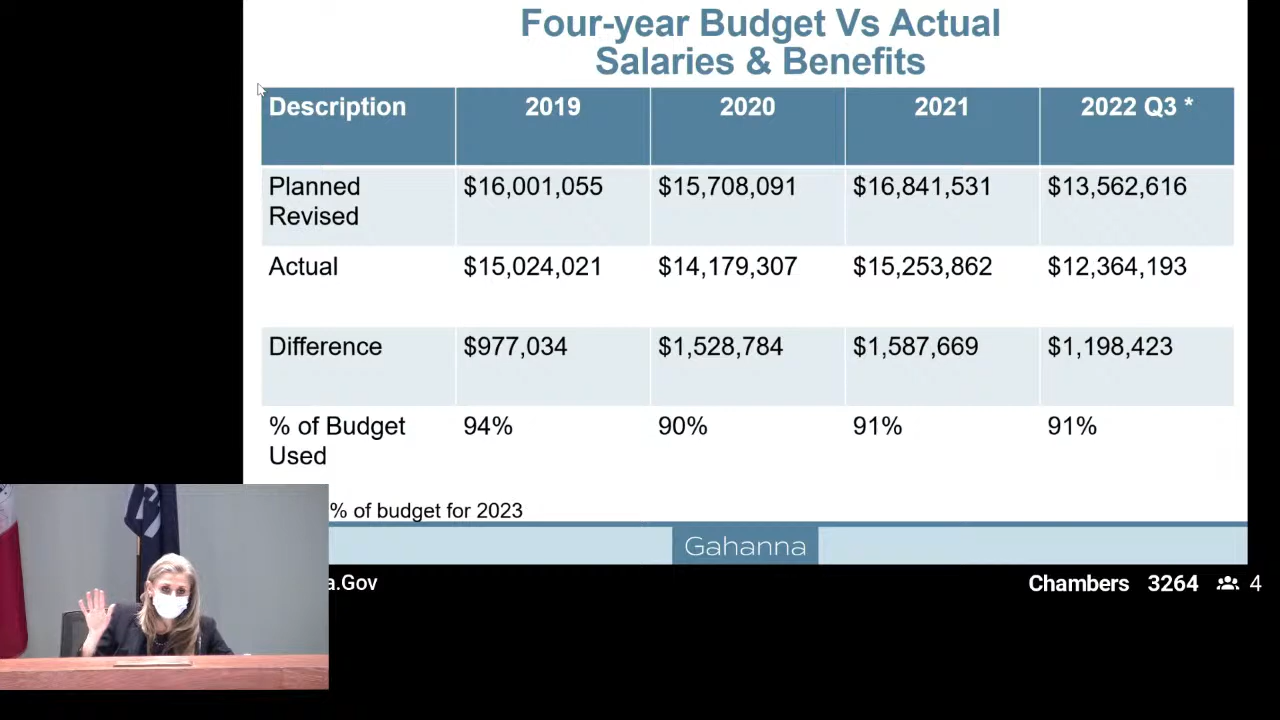 Four-year Budget Vs Actual
Salaries & Benefits
Description 2019 2020 2021 2022 Q3 *
Planned Revised $16,001,055 $15,708,091 $16,841,531 $13,562,616
Actual $15,024,021 $14,179,307 $15,253,862 $12,364,193
Difference $977,034 $1,528,784 $1,587,669 $1,198,423
% of Budget Used 94% 90% 91% 91%
% of budget for 2023
Gahanna
a.Gov
Chambers 3264 4